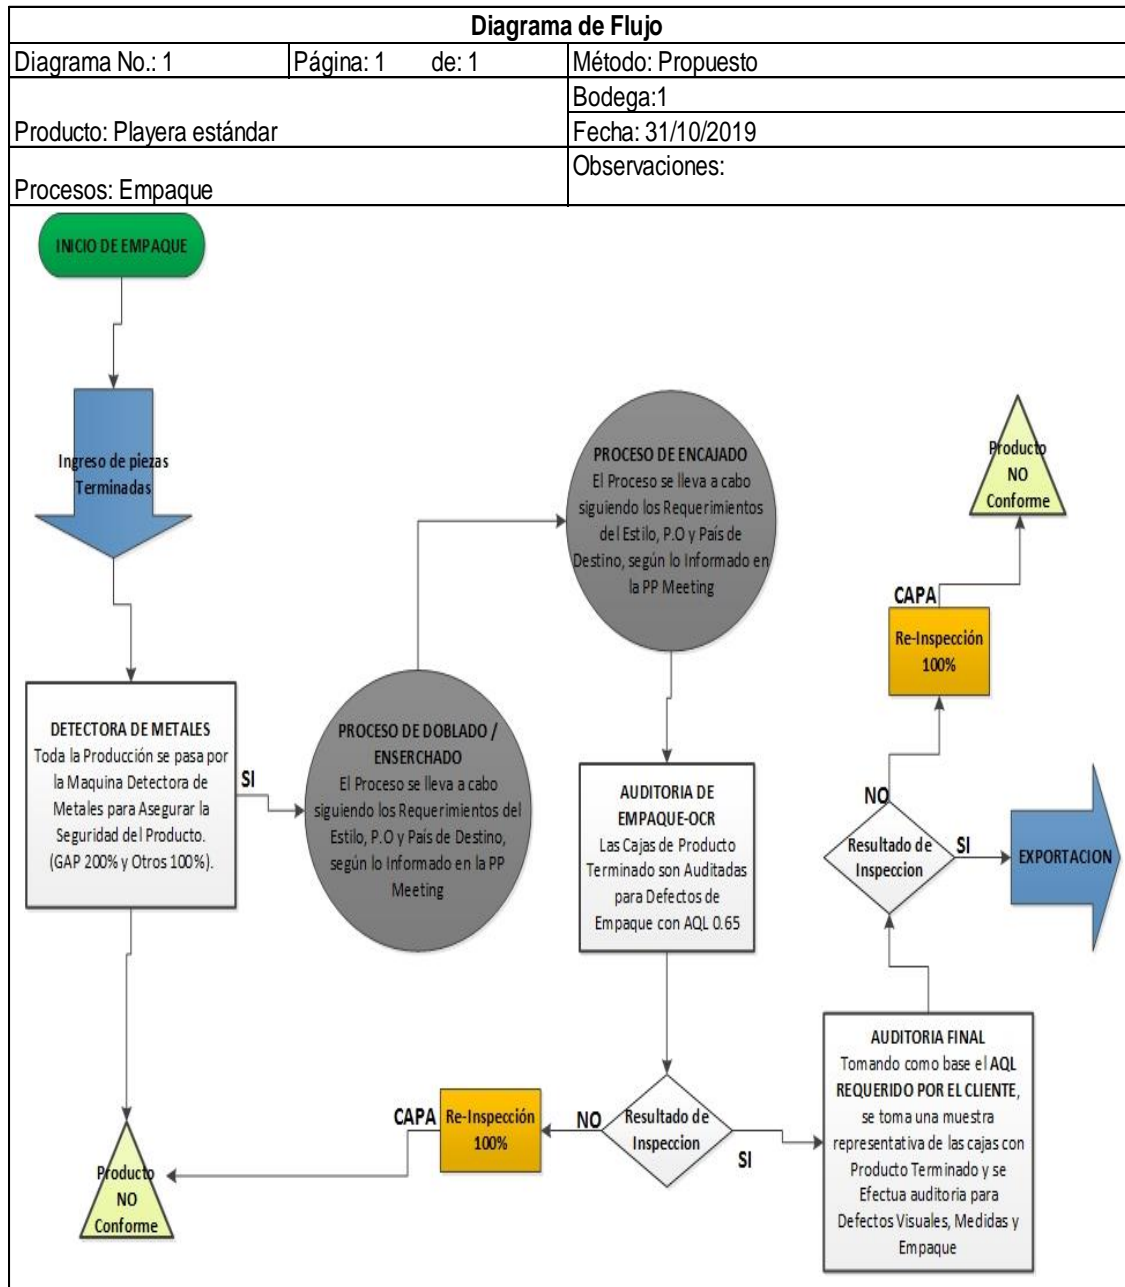 Diagrama de Flujo
Diagrama No.: 1
Página: 1 de: 1
Método: Propuesto
Bodega:1
Producto: Playera estándar
Fecha: 31/10/2019
Observaciones:
Procesos: Empaque
INICIO DE EMPAQUE
Ingreso de piezas
Terminadas
DETECTORA DE METALES
Toda la Producción se pasa por
la Maquina Detectora de
Metales para Asegurar la
Seguridad del Producto.
(GAP 200% y Otros 100%).
SI
PROCESO DE DOBLADO /
ENSERCHADO
El Proceso se lleva a cabo
siguiendo los Requerimientos del
Estilo, P.O y País de Destino,
según lo Informado en la PP
Meeting
PROCESO DE ENCAJADO
El Proceso se lleva a cabo
siguiendo los Requerimientos
del Estilo, P.O y País de
Destino, según lo Informado en
la PP Meeting
AUDITORIA DE
EMPAQUE-OCR
Las Cajas de Producto
Terminado son Auditadas
para Defectos de
Empaque con AQL 0.65
Resultado de
Inspeccion
NO
Re-Inspección
100%
CAPA
Producto
NO
Conforme
SI
AUDITORIA FINAL
Tomando como base el AQL
REQUERIDO POR EL CLIENTE,
se toma una muestra
representativa de las cajas con
Producto Terminado y se
Efectua auditoria para
Defectos Visuales, Medidas y
Empaque
Resultado de
Inspeccion
SI
EXPORTACION
NO
Re-Inspección
100%
CAPA
Producto
NO
Conforme